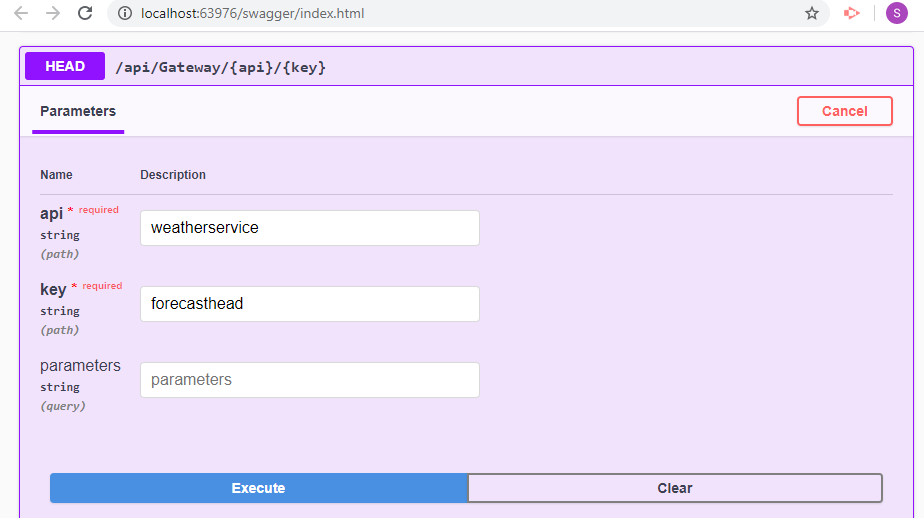 localhost:63976/swagger/index.html
S
HEAD /api/Gateway/{api}/{key}
Parameters Cancel
Name Description
api * required
string
(path)
weatherservice
key * required
string
(path)
forecasthead
parameters
string
(query)
parameters
Execute Clear